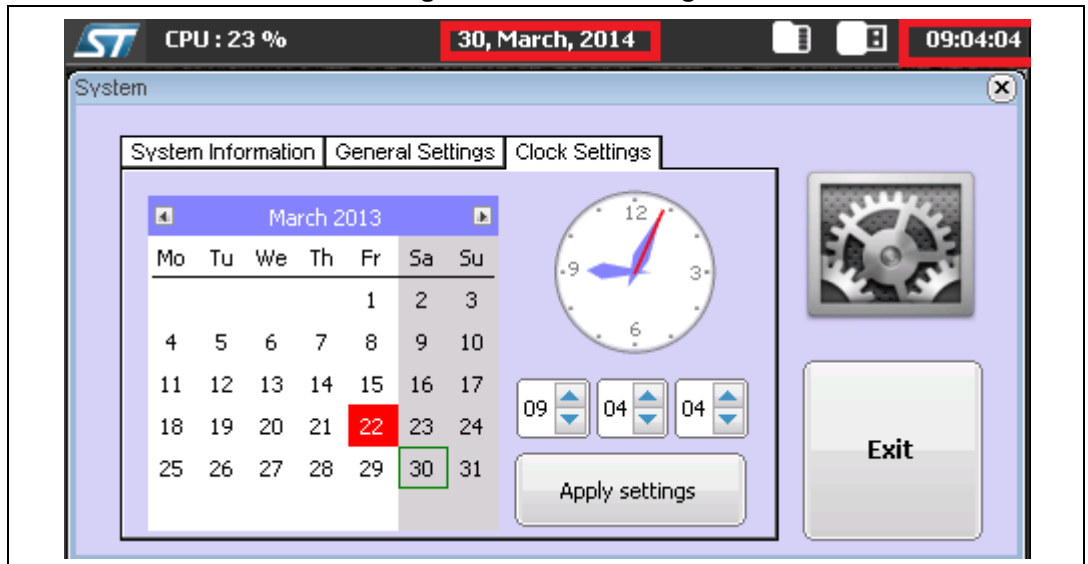 ST CPU : 23 % 30, March, 2014 09:04:04
System
System Information General Settings Clock Settings
March 2013
Mo Tu We Th Fr Sa Su
1 2 3
4 5 6 7 8 9 10
11 12 13 14 15 16 17
18 19 20 21 22 23 24
25 26 27 28 29 30 31
12
9 3
6
09 04 04
Apply settings
Exit